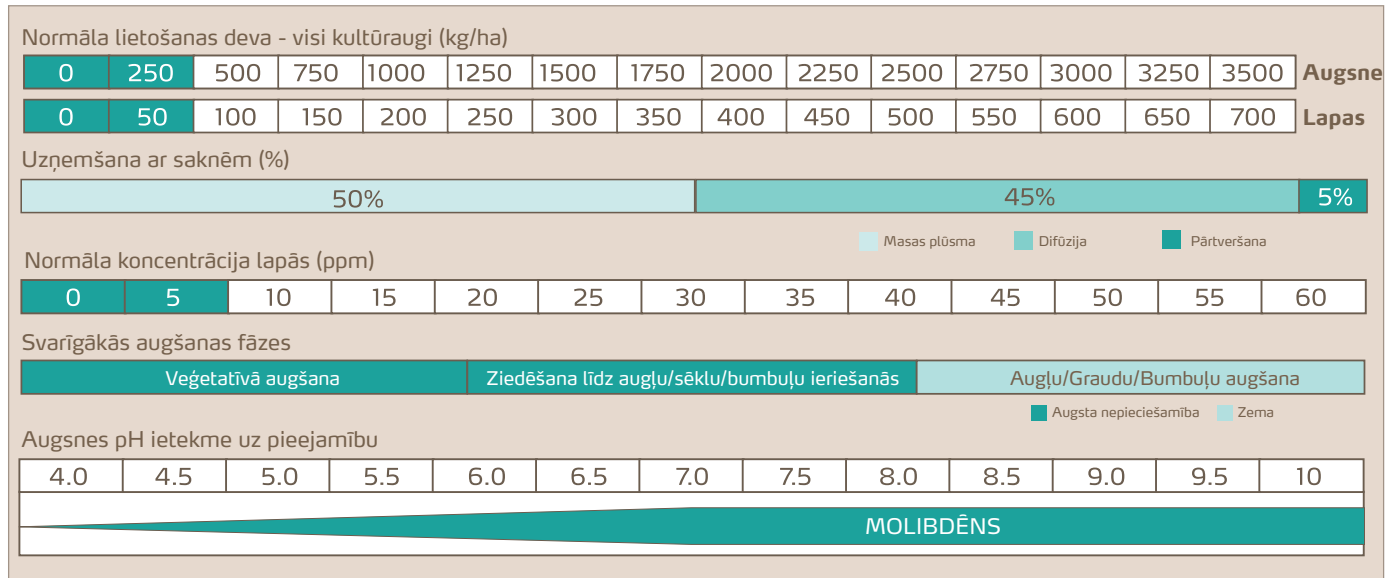 Normāla lietošanas deva - visi kultūraugi (kg/ha)
0 250 500 750 1000 1250 1500 1750 2000 2250 2500 2750 3000 3250 3500 Augsne
0 50 100 150 200 250 300 350 400 450 500 550 600 650 700 Lapas
Uzņemšana ar saknēm (%)
50% 45% 5%
Masas plūsma Difūzija Pārtveršana
Normāla koncentrācija lapās (ppm)
0 5 10 15 20 25 30 35 40 45 50 55 60
Svarīgākās augšanas fāzes
Veģetatīvā augšana Ziedēšana līdz augļu/sēklu/bumbuļu ieriešanās Augļu/Graudu/Bumbuļu augšana
Augsta nepieciešamība Zema
Augsnes pH ietekme uz pieejamību
4.0 4.5 5.0 5.5 6.0 6.5 7.0 7.5 8.0 8.5 9.0 9.5 10
MOLIBDĒNS